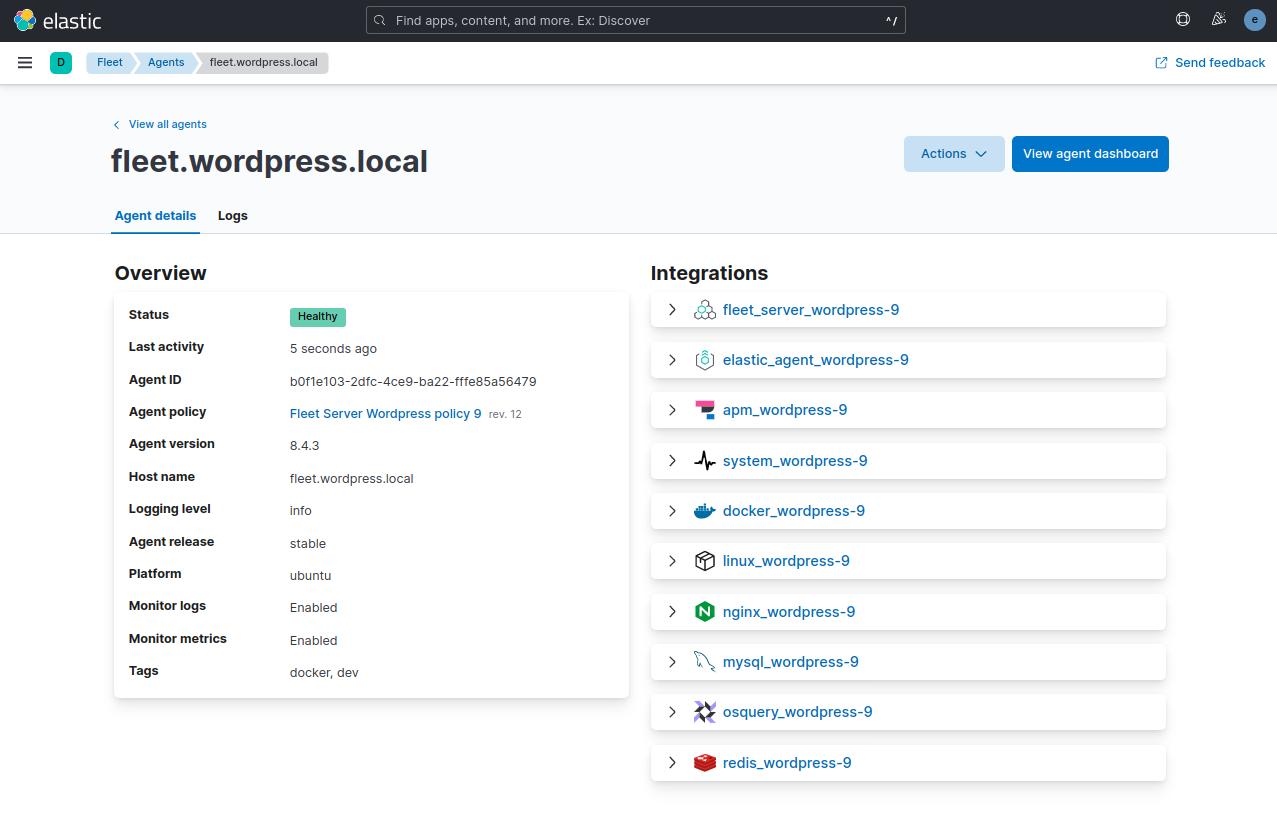 elastic
Find apps, content, and more. Ex: Discover
^/
e
D
Fleet
Agents
fleet.wordpress.local
Send feedback
View all agents
fleet.wordpress.local
Actions
View agent dashboard
Agent details
Logs
Overview
Status Healthy
Last activity 5 seconds ago
Agent ID b0f1e103-2dfc-4ce9-ba22-fffe85a56479
Agent policy Fleet Server Wordpress policy 9 rev. 12
Agent version 8.4.3
Host name fleet.wordpress.local
Logging level info
Agent release stable
Platform ubuntu
Monitor logs Enabled
Monitor metrics Enabled
Tags docker, dev
Integrations
fleet_server_wordpress-9
elastic_agent_wordpress-9
apm_wordpress-9
system_wordpress-9
docker_wordpress-9
linux_wordpress-9
nginx_wordpress-9
mysql_wordpress-9
osquery_wordpress-9
redis_wordpress-9